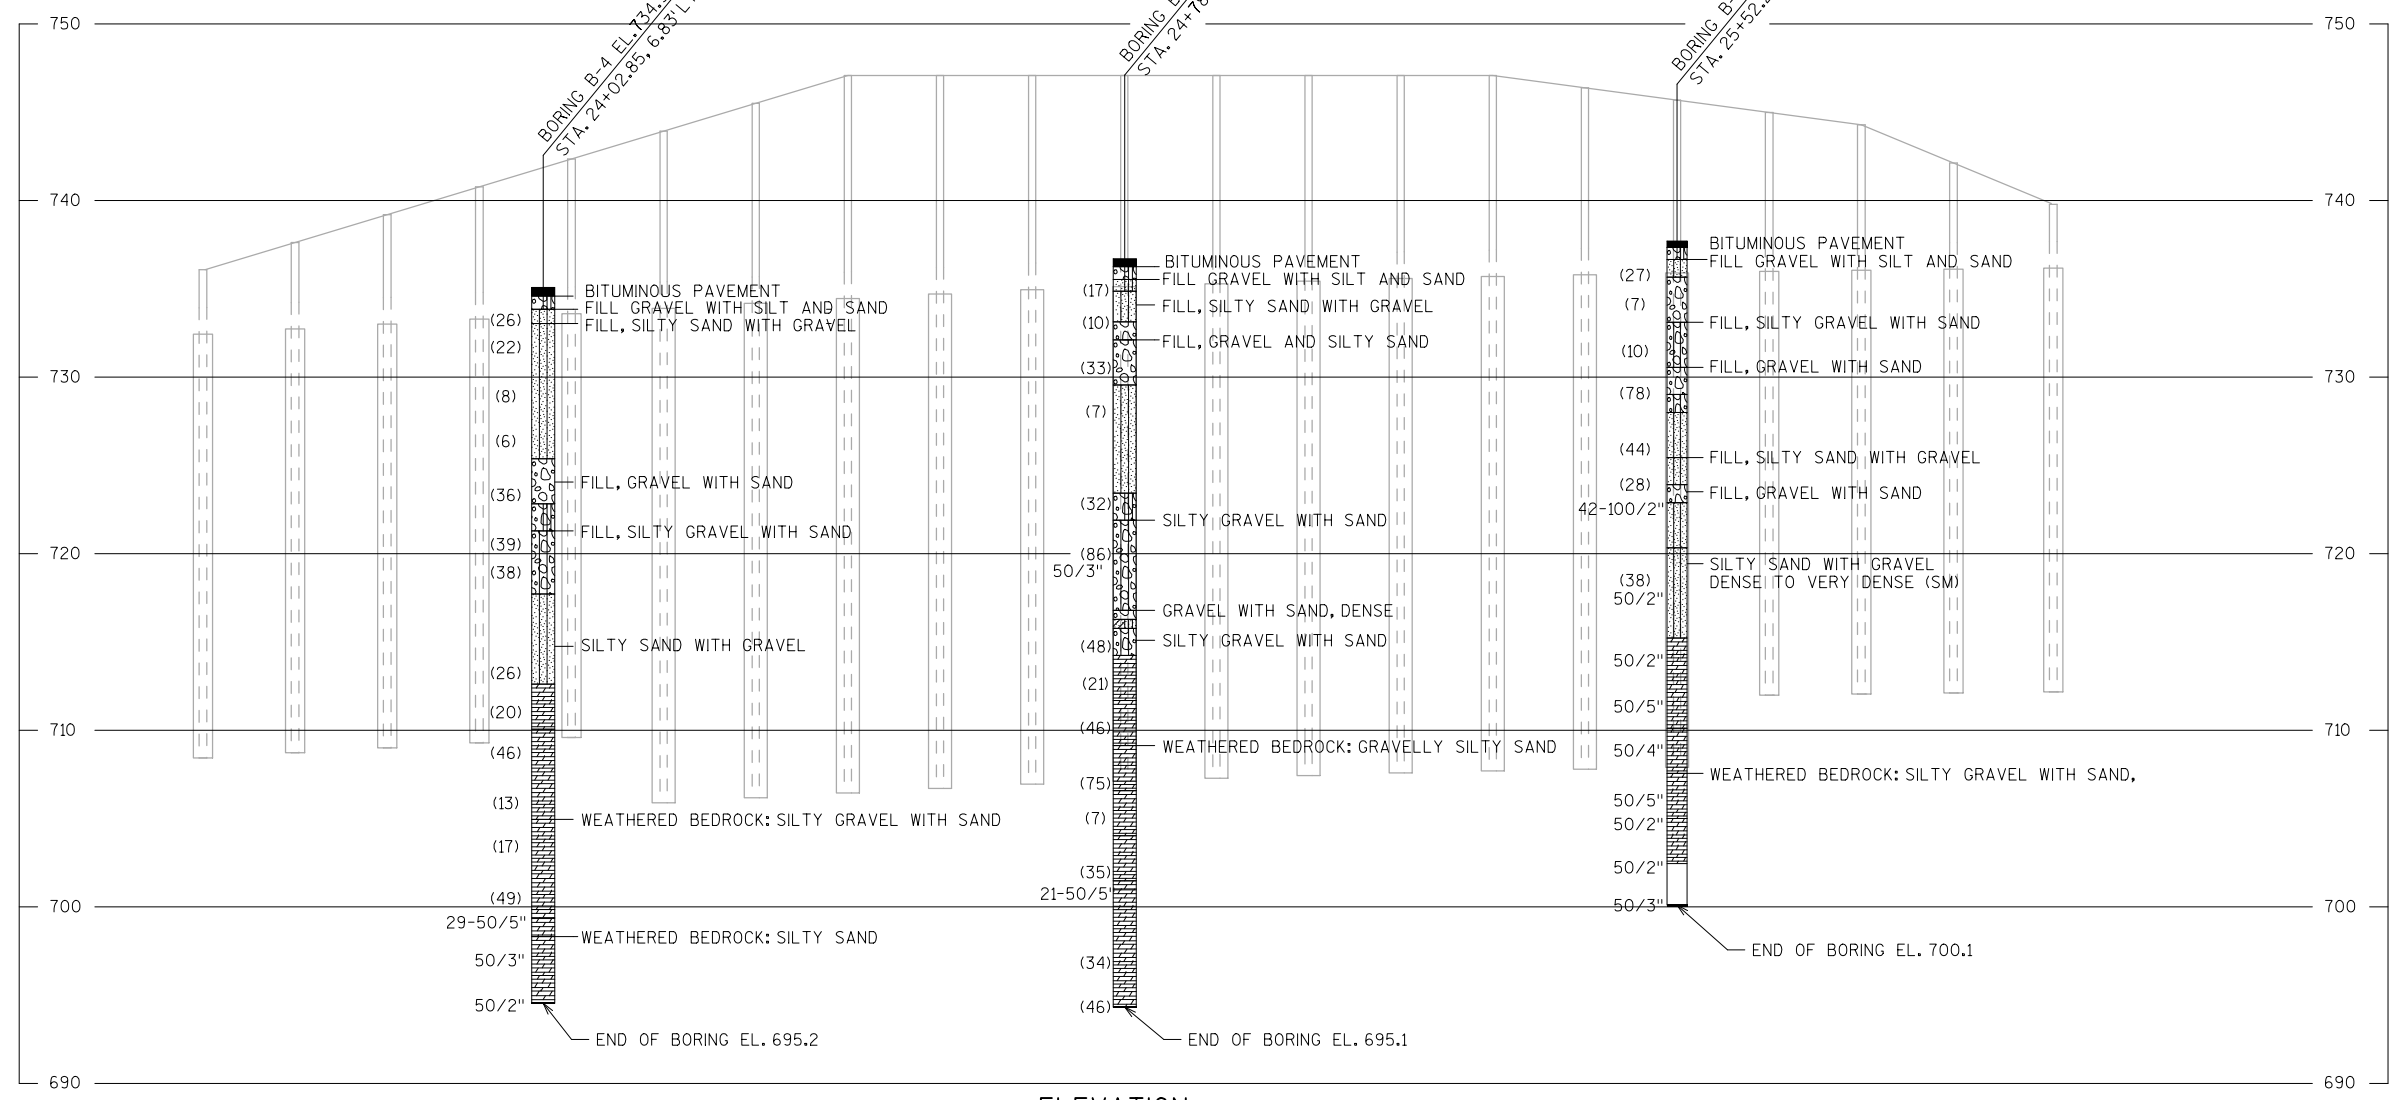 750
740
730
720
710
700
690
BORING B-4 EL.734.
STA. 24+02.85, 6.83'
BITUMINOUS PAVEMENT
FILL GRAVEL WITH SILT AND SAND
FILL, SILTY SAND WITH GRAVEL
FILL, GRAVEL WITH SAND
FILL, SILTY GRAVEL WITH SAND
SILTY SAND WITH GRAVEL
WEATHERED BEDROCK: SILTY GRAVEL WITH SAND
WEATHERED BEDROCK: SILTY SAND
END OF BORING EL. 695.2
(26)
(22)
(8)
(6)
(36)
(39)
(38)
(26)
(20)
(46)
(13)
(17)
(49)
29-50/5"
50/3"
50/2"
BORING
STA. 24+78
BITUMINOUS PAVEMENT
FILL GRAVEL WITH SILT AND SAND
FILL, SILTY SAND WITH GRAVEL
FILL, GRAVEL AND SILTY SAND
SILTY GRAVEL WITH SAND
GRAVEL WITH SAND, DENSE
SILTY GRAVEL WITH SAND
WEATHERED BEDROCK: GRAVELLY SILTY SAND
END OF BORING EL. 695.1
(17)
(10)
(33)
(7)
(32)
(86)
50/3"
(48)
(21)
(46)
(75)
(7)
(35)
21-50/5"
(34)
(46)
BORING B-
STA. 25+52.
BITUMINOUS PAVEMENT
FILL GRAVEL WITH SILT AND SAND
FILL, SILTY GRAVEL WITH SAND
FILL, GRAVEL WITH SAND
FILL, SILTY SAND WITH GRAVEL
FILL, GRAVEL WITH SAND
SILTY SAND WITH GRAVEL
DENSE TO VERY DENSE (SM)
WEATHERED BEDROCK: SILTY GRAVEL WITH SAND,
END OF BORING EL. 700.1
(27)
(7)
(10)
(78)
(44)
(28)
42-100/2"
(38)
50/2"
50/2"
50/5"
50/4"
50/5"
50/2"
50/2"
50/3"
750
740
730
720
710
700
690
ELEVATION